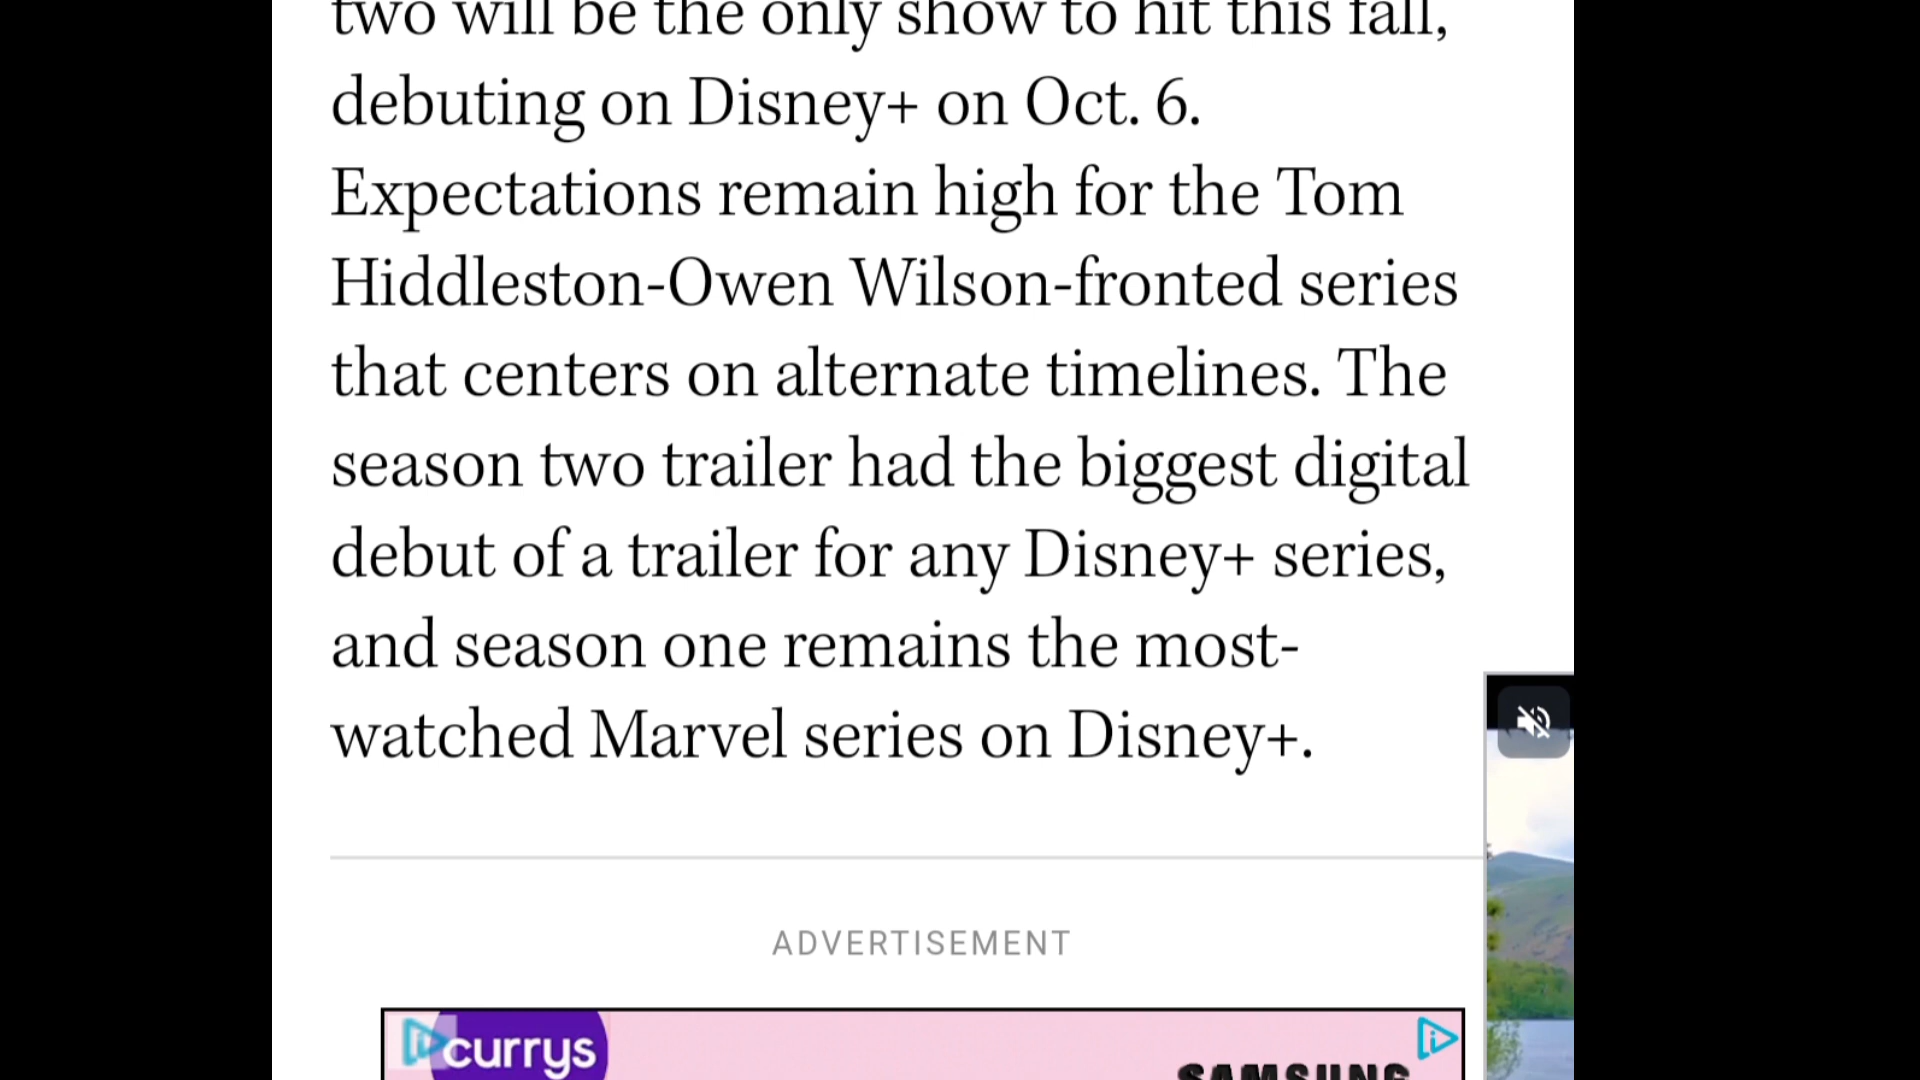 two will be the only show to hit this fall,
debuting on Disney+ on Oct. 6.
Expectations remain high for the Tom
Hiddleston-Owen Wilson-fronted series
that centers on alternate timelines. The
season two trailer had the biggest digital
debut of a trailer for any Disney+ series,
and season one remains the most-
watched Marvel series on Disney+.
ADVERTISEMENT
currys
SAMSUNG